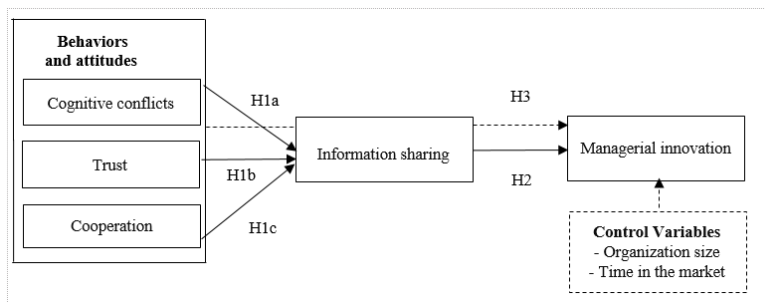 Behaviors
and attitudes
Cognitive conflicts
Trust
Cooperation
H1a
H1b
H1c
Information sharing
H3
H2
Managerial innovation
Control Variables
- Organization size
- Time in the market